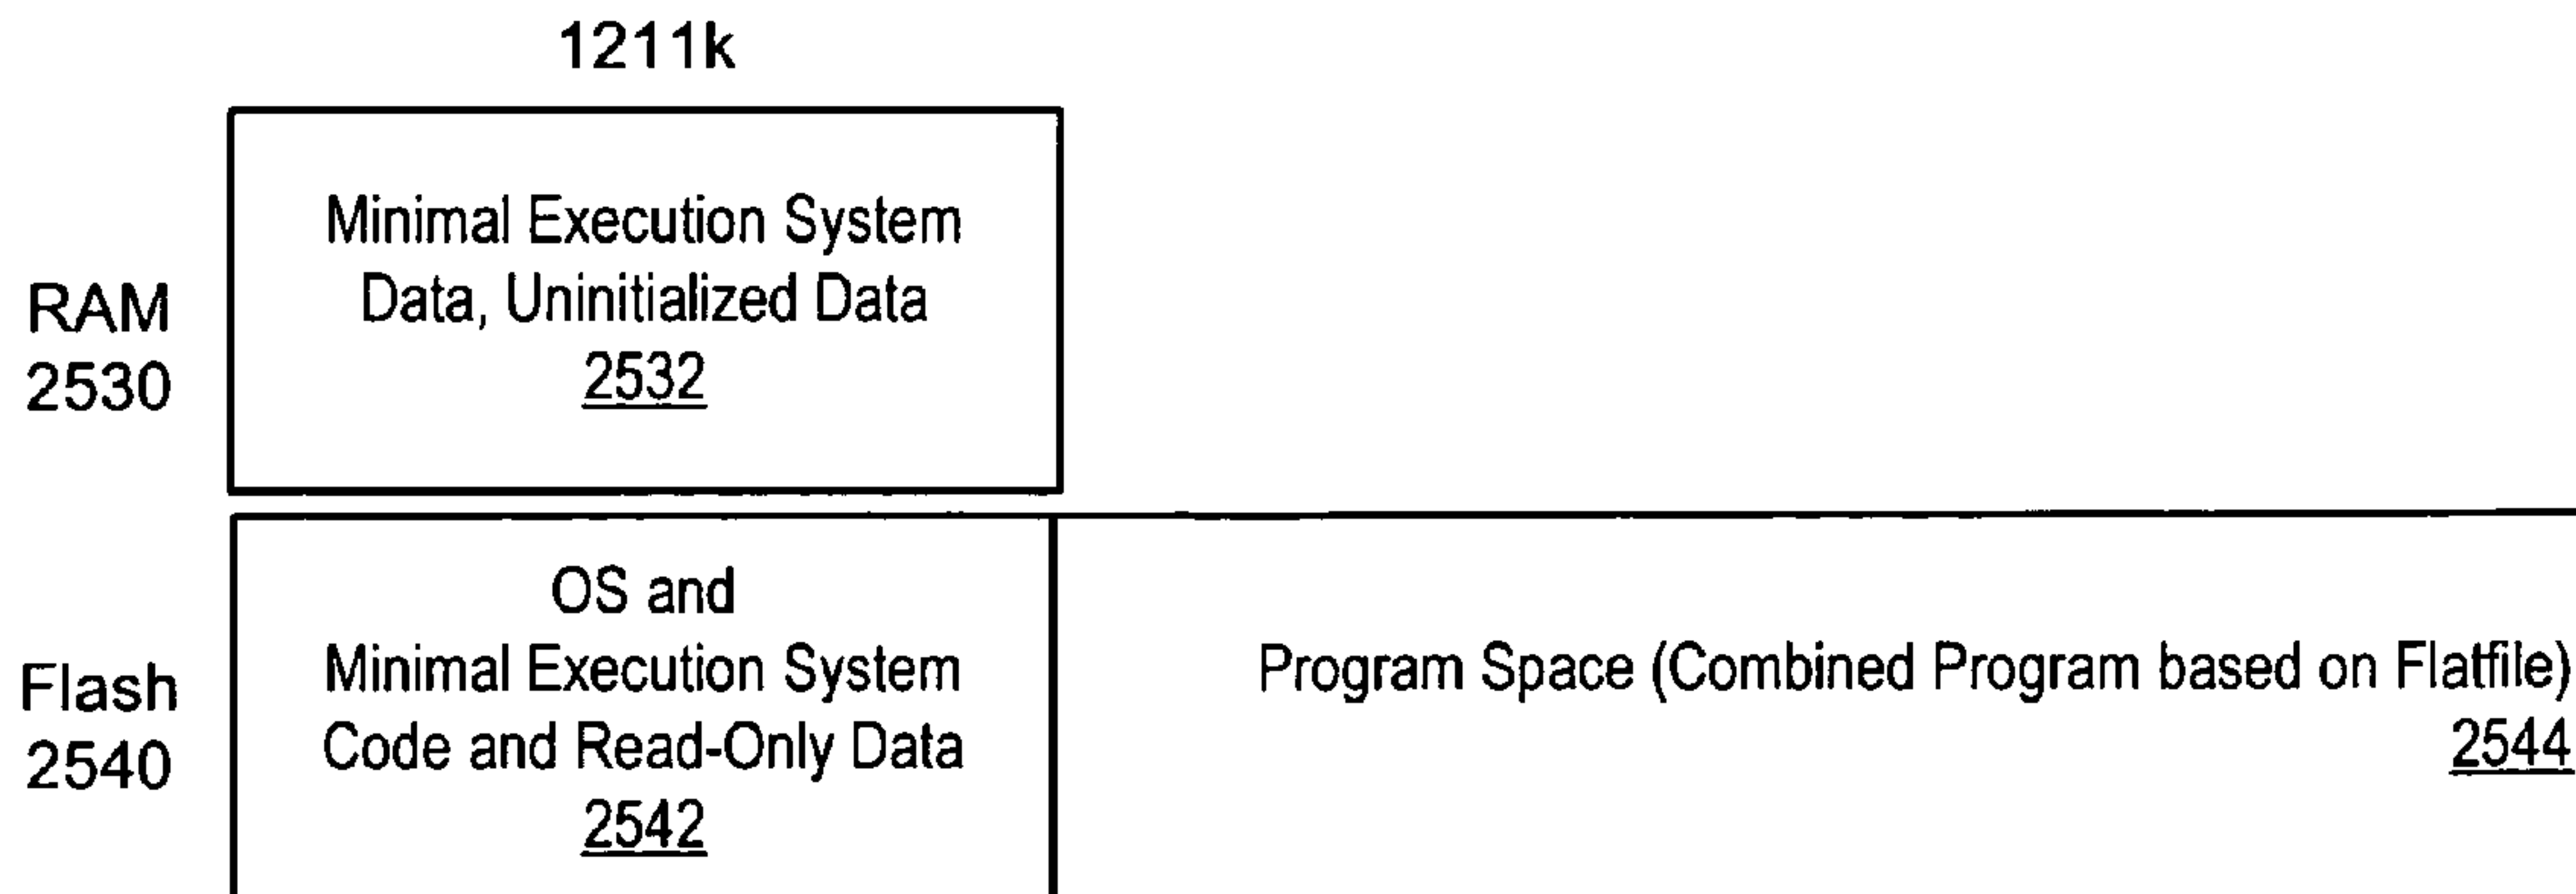 1211k
Minimal Execution System
Data, Uninitialized Data
2532
RAM
2530
OS and
Minimal Execution System
Code and Read-Only Data
2542
Flash
2540
Program Space (Combined Program based on Flatfile)
2544